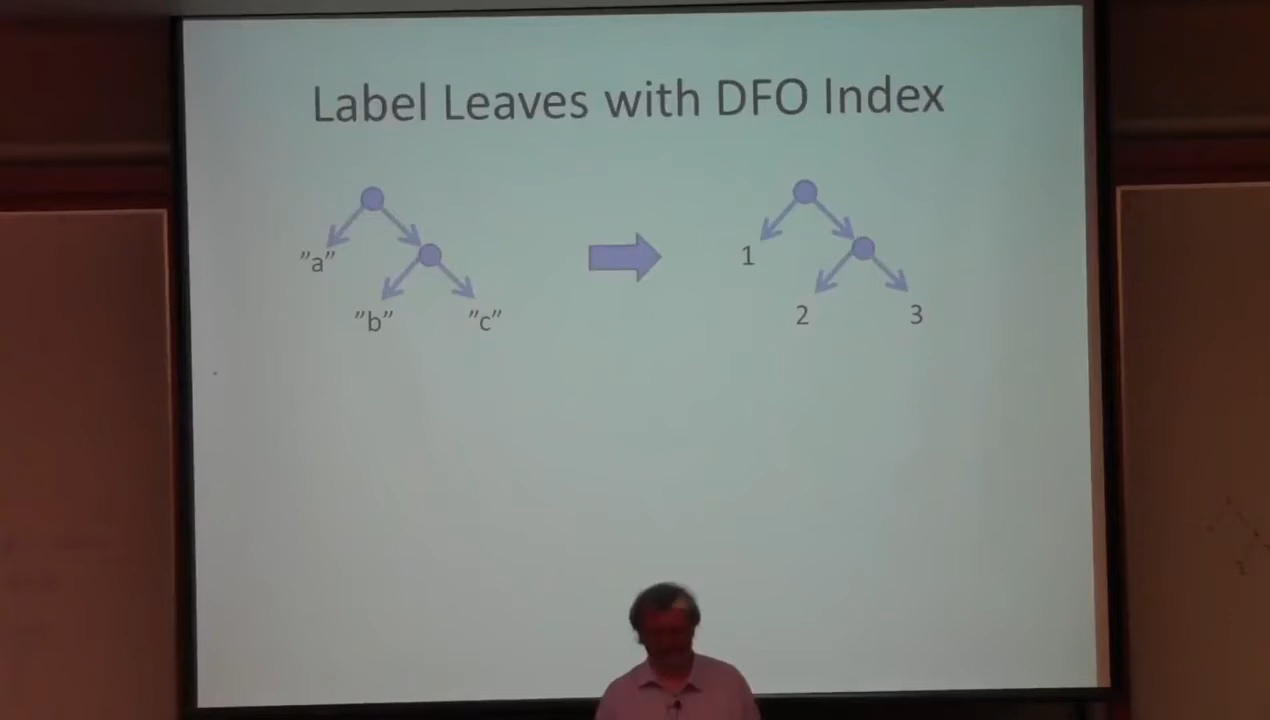 Label Leaves with DFO Index
”a” 1
”b” ”c” 2 3